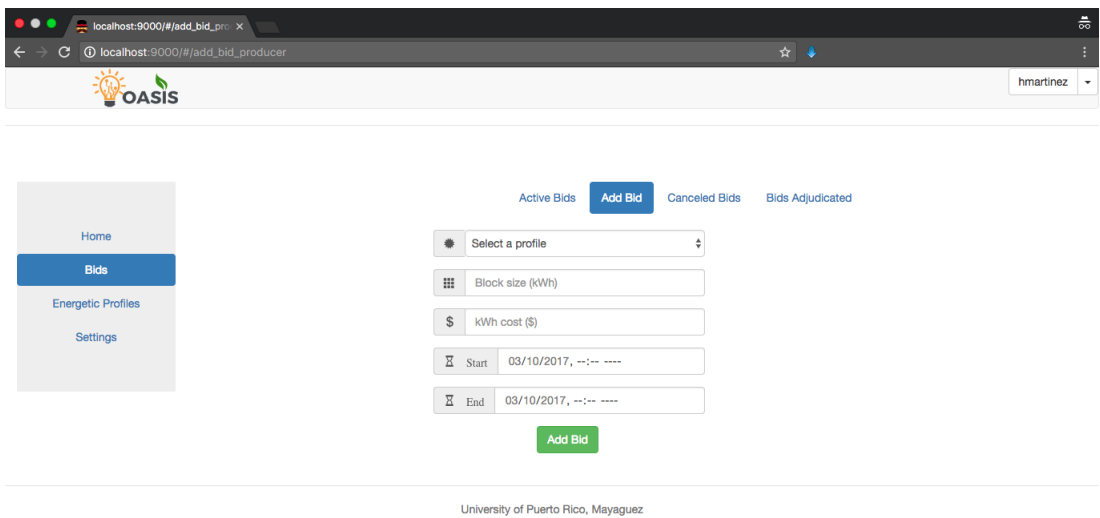 localhost:9000/#/add_bid_pro
localhost:9000/#/add_bid_producer
OASIS
hmartinez
Active Bids
Add Bid
Canceled Bids
Bids Adjudicated
Home
Bids
Energetic Profiles
Settings
Select a profile
Block size (kWh)
$ kWh cost ($)
Start 03/10/2017, --:-- ----
End 03/10/2017, --:-- ----
Add Bid
University of Puerto Rico, Mayaguez